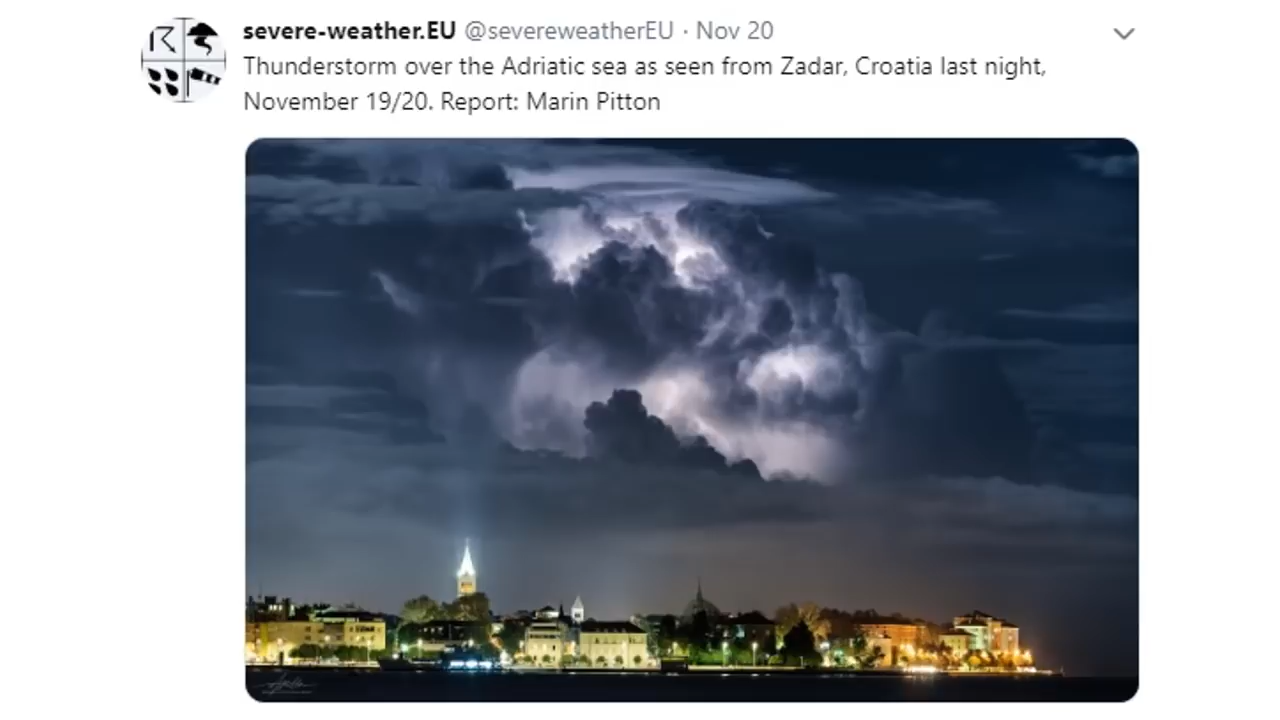 severe-weather.EU @severeweatherEU · Nov 20
Thunderstorm over the Adriatic sea as seen from Zadar, Croatia last night,
November 19/20. Report: Marin Pitton